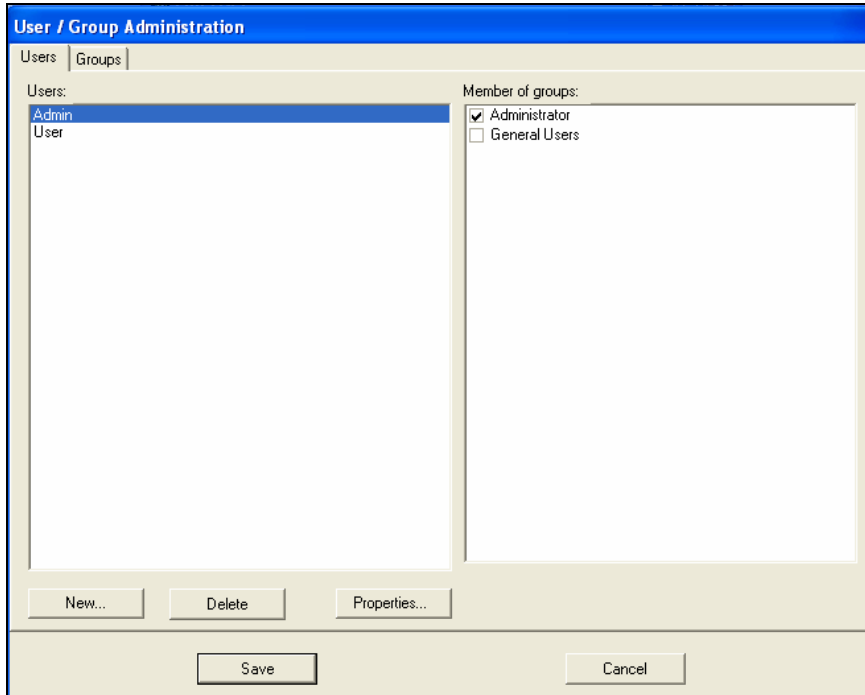 User / Group Administration
Users
Groups
Users:
Member of groups:
Admin
User
Administrator
General Users
New...
Delete
Properties...
Save
Cancel